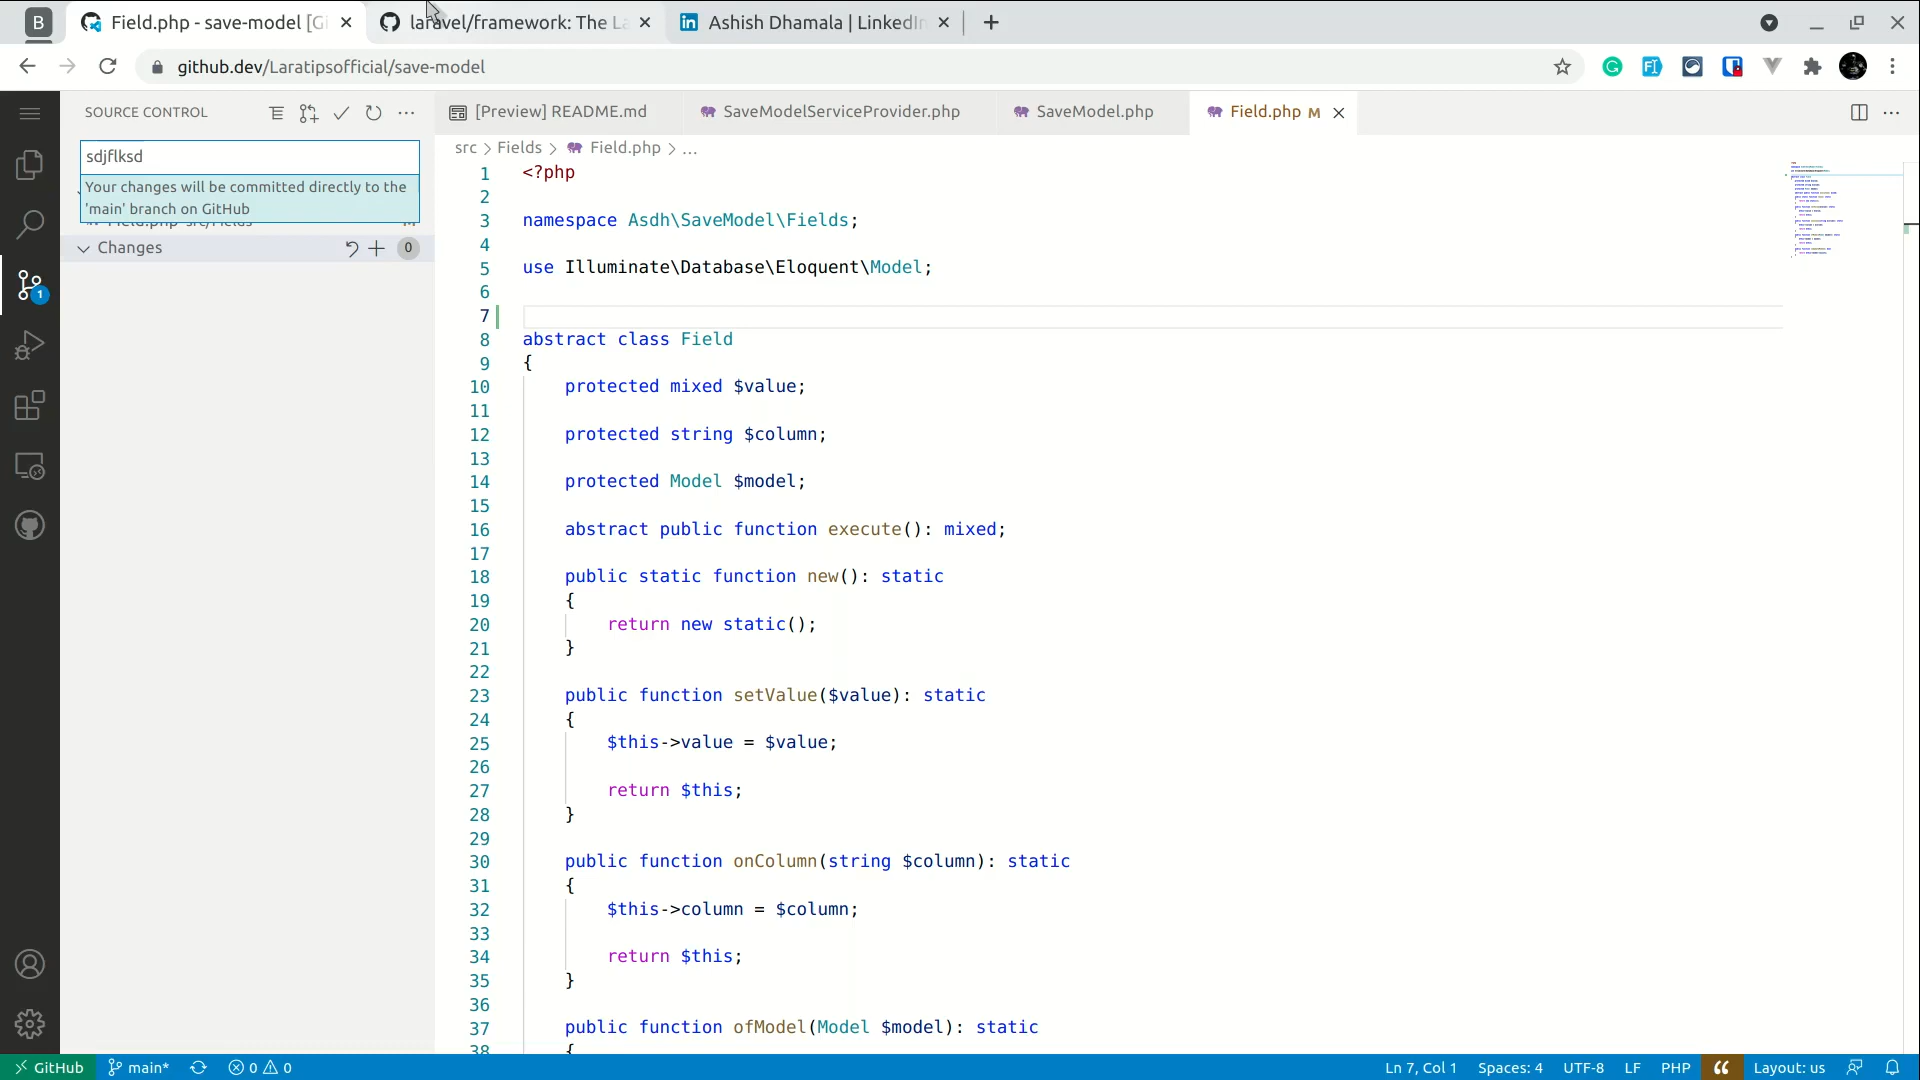 B
Field.php - save-model [Gi
laravel/framework: The La
Ashish Dhamala | LinkedIn
github.dev/Laratipsofficial/save-model
SOURCE CONTROL
[Preview] README.md
SaveModelServiceProvider.php
SaveModel.php
Field.php M
sdjflksd
Your changes will be committed directly to the
'main' branch on GitHub
Field.php src/Fields M
Changes
0
1
src > Fields > Field.php > ...
1 <?php
2
3 namespace Asdh\SaveModel\Fields;
4
5 use Illuminate\Database\Eloquent\Model;
6
7
8 abstract class Field
9 {
10 protected mixed $value;
11
12 protected string $column;
13
14 protected Model $model;
15
16 abstract public function execute(): mixed;
17
18 public static function new(): static
19 {
20 return new static();
21 }
22
23 public function setValue($value): static
24 {
25 $this->value = $value;
26
27 return $this;
28 }
29
30 public function onColumn(string $column): static
31 {
32 $this->column = $column;
33
34 return $this;
35 }
36
37 public function ofModel(Model $model): static
38 {
GitHub
main*
0 0
Ln 7, Col 1
Spaces: 4
UTF-8
LF
PHP
Layout: us